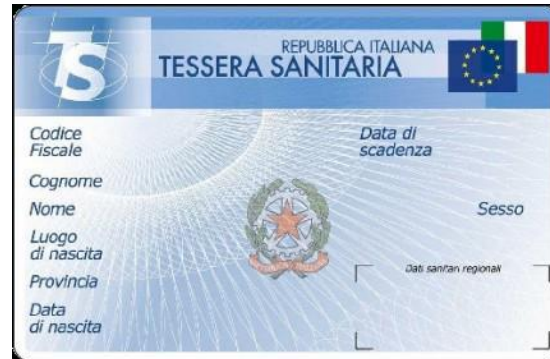 TS
REPUBBLICA ITALIANA
TESSERA SANITARIA
Codice
Fiscale
Data di
scadenza
Cognome
Nome
Sesso
Luogo
di nascita
Provincia
Dati sanitari regionali
Data
di nascita